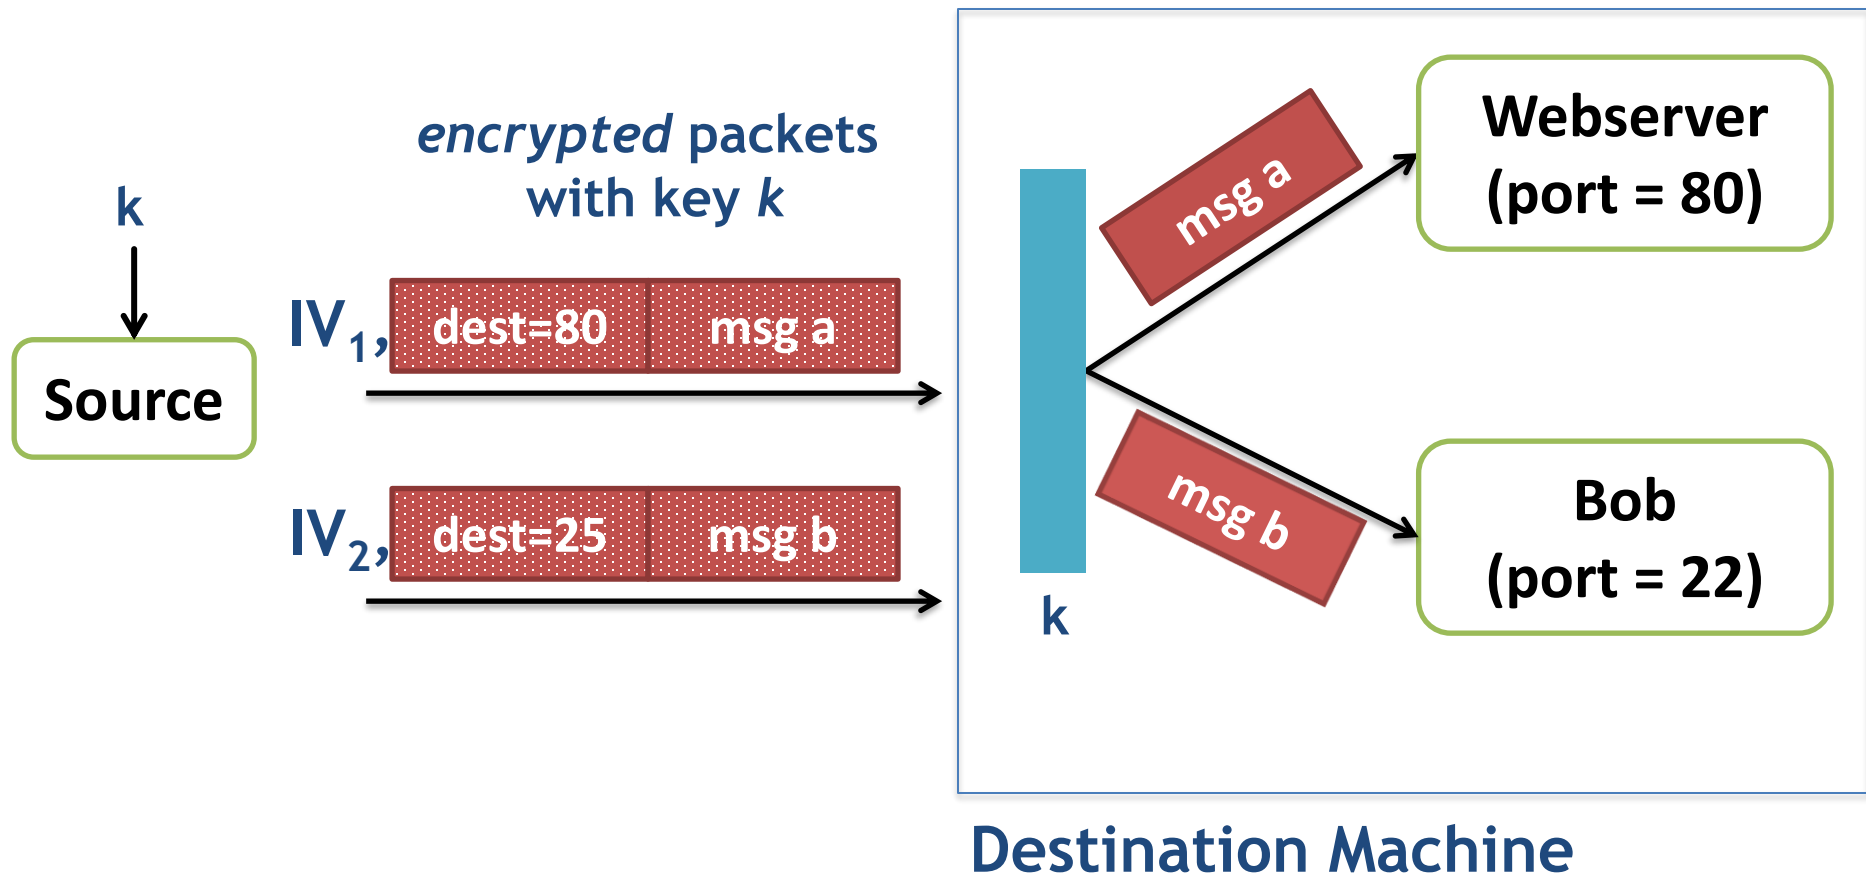 encrypted packets
with key k
k
Source
IV1,
dest=80
msg a
IV2,
dest=25
msg b
k
msg a
msg b
Webserver
(port = 80)
Bob
(port = 22)
Destination Machine